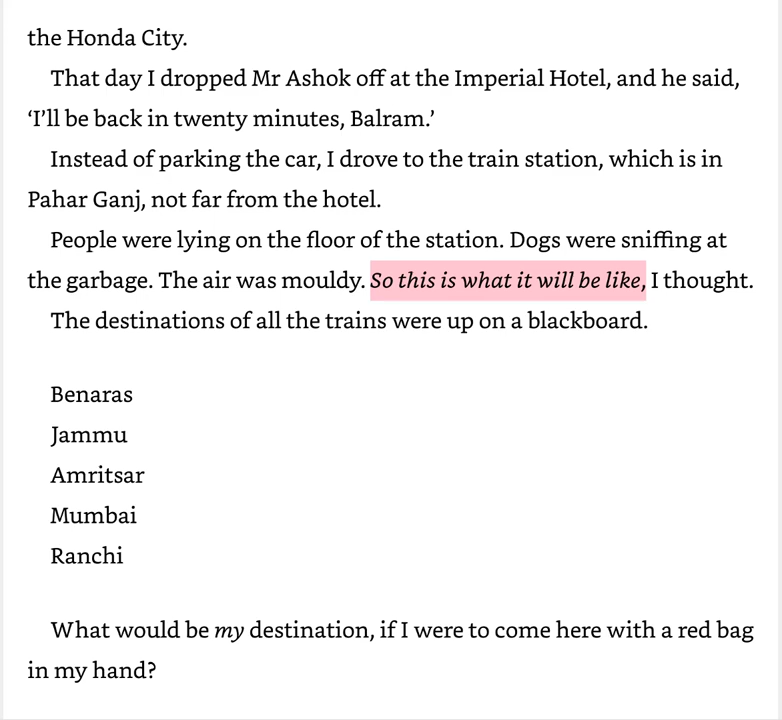 the Honda City.
That day I dropped Mr Ashok off at the Imperial Hotel, and he said,
‘I’ll be back in twenty minutes, Balram.’
Instead of parking the car, I drove to the train station, which is in
Pahar Ganj, not far from the hotel.
People were lying on the floor of the station. Dogs were sniffing at
the garbage. The air was mouldy. So this is what it will be like, I thought.
The destinations of all the trains were up on a blackboard.
Benaras
Jammu
Amritsar
Mumbai
Ranchi
What would be my destination, if I were to come here with a red bag
in my hand?